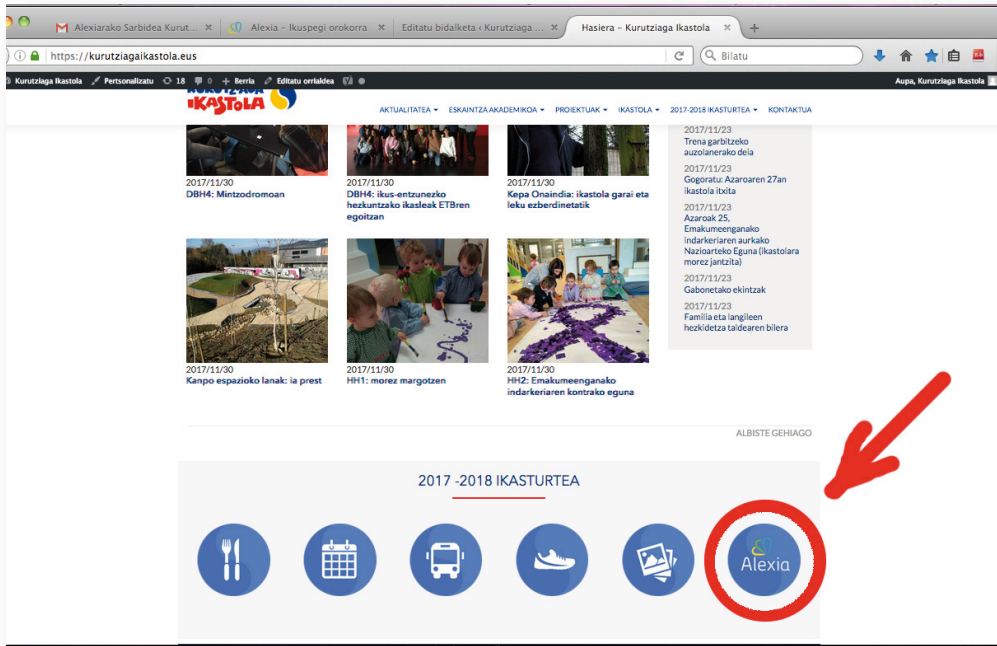 Alexiarako Sarbidea Kurut...
Alexia – Ikuspegi orokorra
Editatu bidalketa ‹ Kurutziaga ...
Hasiera – Kurutziaga Ikastola
https://kurutziagaikastola.eus
Bilatu
Kurutziaga Ikastola
Pertsonalizatu
18
0
+ Berria
Editatu orrialdea
Aupa, Kurutziaga Ikastola
KURUTZIAGA
IKASTOLA
AKTUALITATEA
ESKAINTZA AKADEMIKOA
PROIEKTUAK
IKASTOLA
2017-2018 IKASTURTEA
KONTAKTUA
2017/11/30
DBH4: Mintzodromoan
2017/11/30
DBH4: ikus-entzunezko
hezkuntzako ikasleak ETBren
egoitzan
2017/11/30
Kepa Onaindia: ikastola garai eta
leku ezberdinetatik
2017/11/23
Trena garbitzeko
auzolanerako deia
2017/11/23
Gogoratu: Azaroaren 27an
ikastola itxita
2017/11/23
Azaroak 25,
Emakumeenganako
indarkeriaren aurkako
Nazioarteko Eguna (ikastolara
morez jantzita)
2017/11/23
Gabonetako ekintzak
2017/11/23
Familia eta langileen
hezkidetza taldearen bilera
2017/11/30
Kanpo espazioko lanak: ia prest
2017/11/30
HH1: morez margotzen
2017/11/30
HH2: Emakumeenganako
indarkeriaren kontrako eguna
ALBISTE GEHIAGO
2017 -2018 IKASTURTEA
Alexia